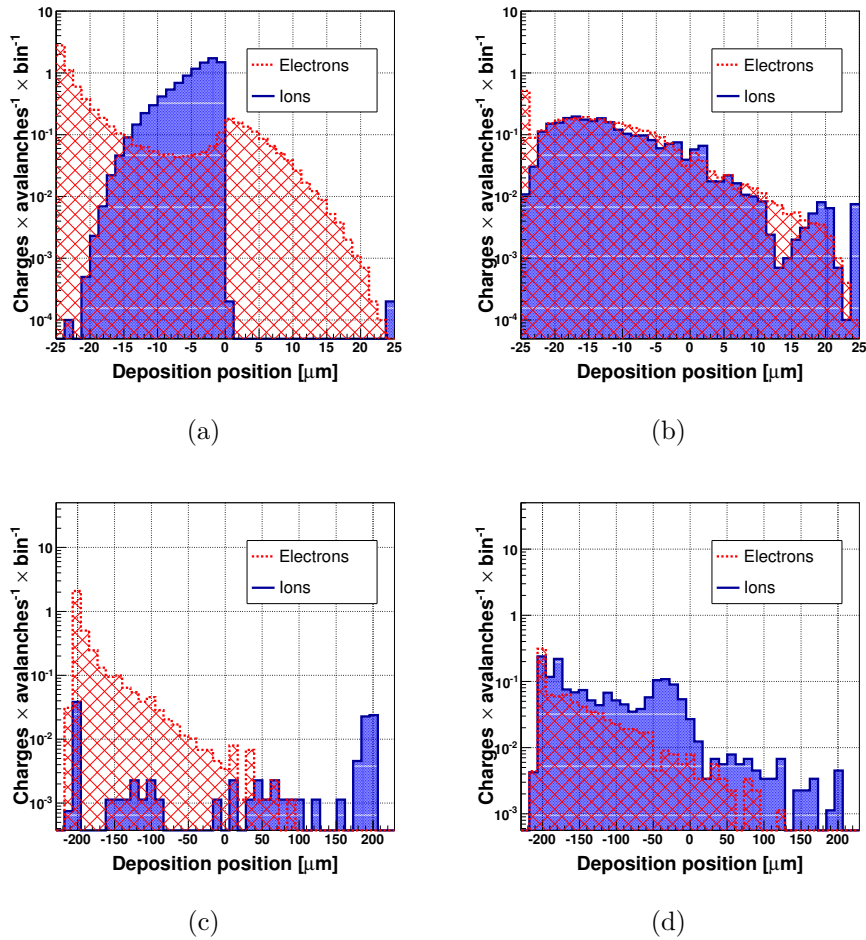 Charges × avalanches⁻¹ × bin⁻¹
10
1
10⁻¹
10⁻²
10⁻³
10⁻⁴
Electrons
Ions
-25 -20 -15 -10 -5 0 5 10 15 20 25
Deposition position [μm]
(a)
Charges × avalanches⁻¹ × bin⁻¹
10
1
10⁻¹
10⁻²
10⁻³
10⁻⁴
Electrons
Ions
-25 -20 -15 -10 -5 0 5 10 15 20 25
Deposition position [μm]
(b)
Charges × avalanches⁻¹ × bin⁻¹
10
1
10⁻¹
10⁻²
10⁻³
Electrons
Ions
-200 -150 -100 -50 0 50 100 150 200
Deposition position [μm]
(c)
Charges × avalanches⁻¹ × bin⁻¹
10
1
10⁻¹
10⁻²
10⁻³
Electrons
Ions
-200 -150 -100 -50 0 50 100 150 200
Deposition position [μm]
(d)